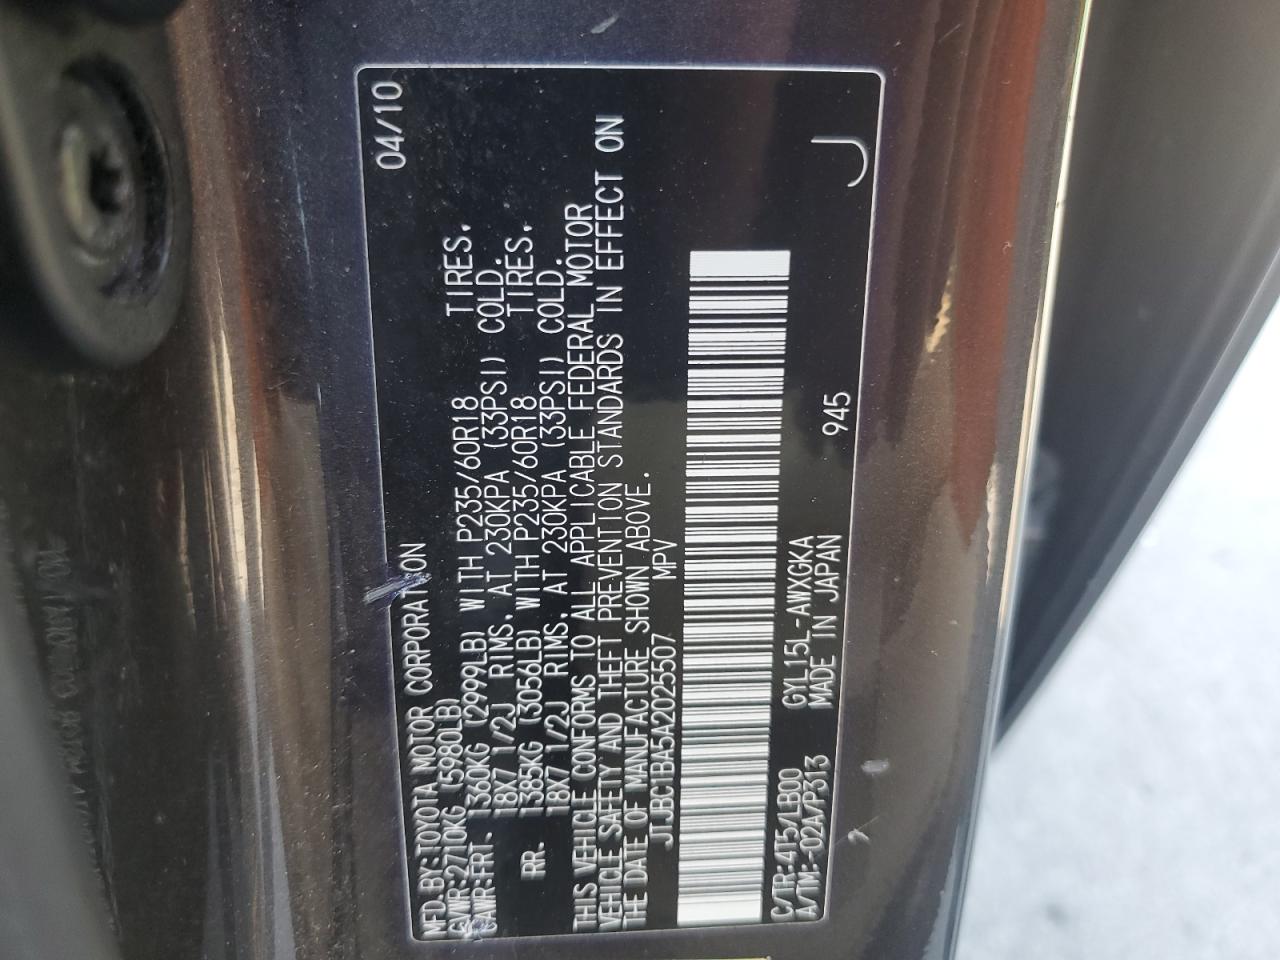 MFD. BY: TOYOTA MOTOR CORPORATION 04/10
GVWR: 2710KG (5980LB)
GAWR: FRT. 1360KG (2999LB) WITH P235/60R18 TIRES.
18X7 1/2J RIMS, AT 230KPA (33PSI) COLD.
RR. 1385KG (3056LB) WITH P235/60R18 TIRES.
18X7 1/2J RIMS, AT 230KPA (33PSI) COLD.
THIS VEHICLE CONFORMS TO ALL APPLICABLE FEDERAL MOTOR
VEHICLE SAFETY AND THEFT PREVENTION STANDARDS IN EFFECT ON
THE DATE OF MANUFACTURE SHOWN ABOVE.
JTJBC1BA5A2025507 MPV
C/TR: 4T5/LB00 GYL15L-AWXGKA
A/TM: -02A/P313 MADE IN JAPAN 945
J